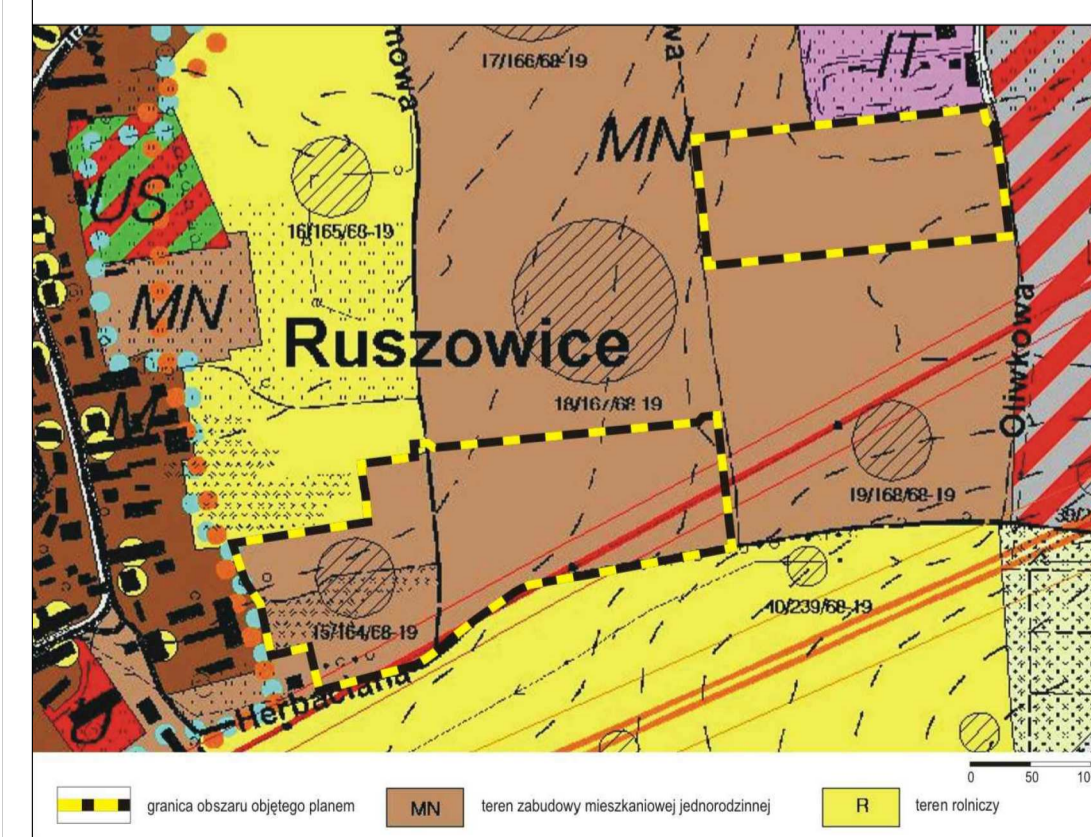 17/166/68-19
IT
MN
US
16/165/68-19
MN
Ruszowice
Oliwkowa
18/167/68-19
M
19/168/68-19
15/164/68-19
10/239/68-19
Herbaciana
U
0 50
granica obszaru objętego planem
MN
teren zabudowy mieszkaniowej jednorodzinnej
R
teren rolniczy